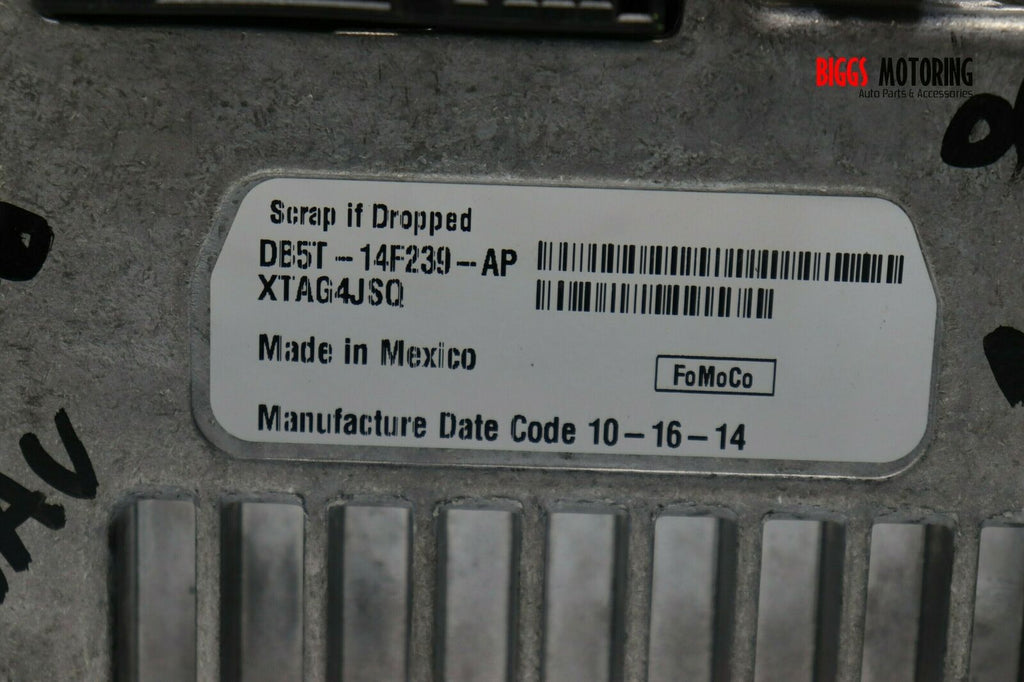 BIGGS MOTORING
Auto Parts & Accessories
Scrap if Dropped
DB5T-14F239-AP
XTAG4JSQ
Made in Mexico
FoMoCo
Manufacture Date Code 10-16-14